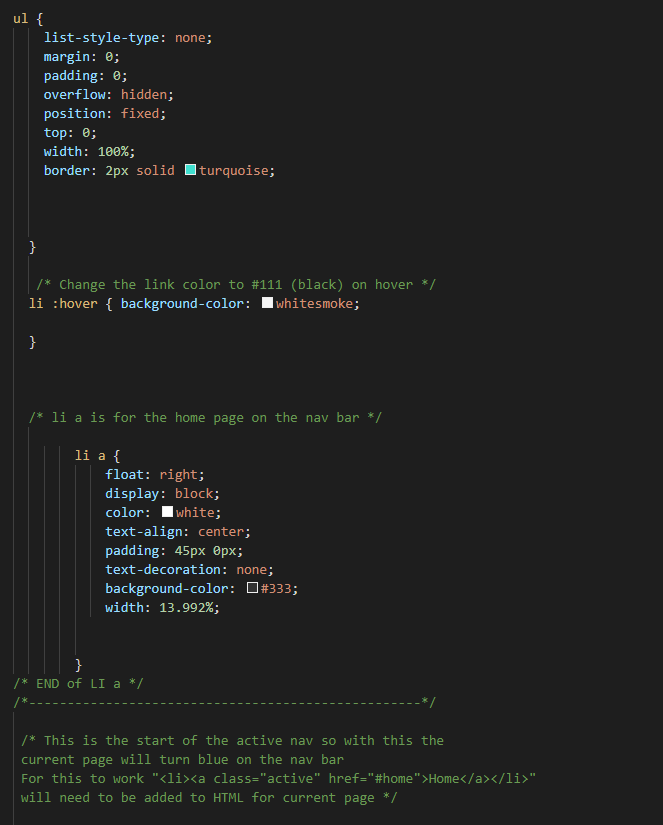 ul {
list-style-type: none;
margin: 0;
padding: 0;
overflow: hidden;
position: fixed;
top: 0;
width: 100%;
border: 2px solid turquoise;
}
/* Change the link color to #111 (black) on hover */
li :hover { background-color: whitesmoke;
}
/* li a is for the home page on the nav bar */
li a {
float: right;
display: block;
color: white;
text-align: center;
padding: 45px 0px;
text-decoration: none;
background-color: #333;
width: 13.992%;
}
/* END of LI a */
/*---------------------------------------------------*/
/* This is the start of the active nav so with this the
current page will turn blue on the nav bar
For this to work "<li><a class="active" href="#home">Home</a></li>"
will need to be added to HTML for current page */